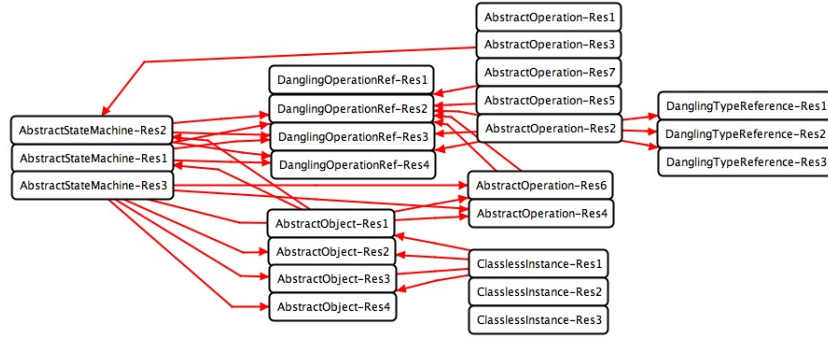 AbstractOperation-Res1
AbstractOperation-Res3
AbstractOperation-Res7
AbstractOperation-Res5
AbstractOperation-Res2
DanglingOperationRef-Res1
DanglingOperationRef-Res2
DanglingOperationRef-Res3
DanglingOperationRef-Res4
DanglingTypeReference-Res1
DanglingTypeReference-Res2
DanglingTypeReference-Res3
AbstractStateMachine-Res2
AbstractStateMachine-Res1
AbstractStateMachine-Res3
AbstractOperation-Res6
AbstractOperation-Res4
AbstractObject-Res1
AbstractObject-Res2
AbstractObject-Res3
AbstractObject-Res4
ClasslessInstance-Res1
ClasslessInstance-Res2
ClasslessInstance-Res3